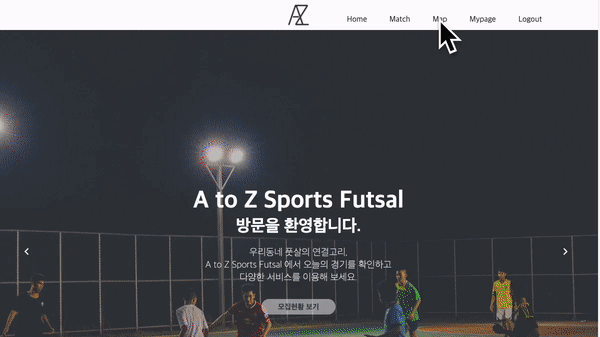 AZ
Home
Match
Map
Mypage
Logout
A to Z Sports Futsal
방문을 환영합니다.
우리동네 풋살의 연결고리,
A to Z Sports Futsal 에서 오늘의 경기를 확인하고
다양한 서비스를 이용해 보세요.
모집현황 보기